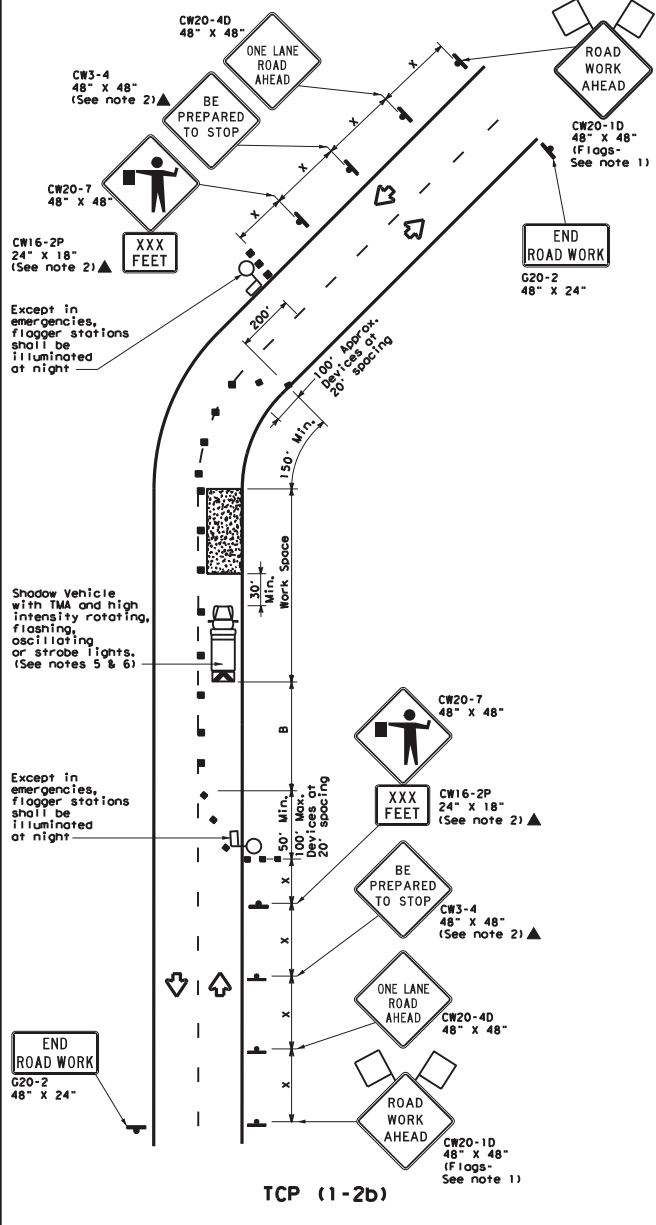 CW20-4D
48" X 48"
ONE LANE
ROAD
AHEAD
X
ROAD
WORK
AHEAD
CW3-4
48" X 48"
(See note 2)▲
BE
PREPARED
TO STOP
X
CW20-1D
48" X 48"
(Flags-
See note 1)
CW20-7
48" X 48"
X
XXX
FEET
CW16-2P
24" X 18"
(See note 2)▲
X
END
ROAD WORK
G20-2
48" X 24"
Except in
emergencies,
flagger stations
shall be
illuminated
at night
200'
100' Approx.
Devices at
20' spacing
150' Min.
Work Space
30'
Min.
Shadow Vehicle
with TMA and high
intensity rotating,
flashing,
oscillating
or strobe lights.
(See notes 5 & 6)
B
CW20-7
48" X 48"
Except in
emergencies,
flagger stations
shall be
illuminated
at night
50' Min.
100' Max.
Devices at
20' spacing
XXX
FEET
CW16-2P
24" X 18"
(See note 2)▲
X
BE
PREPARED
TO STOP
CW3-4
48" X 48"
(See note 2)▲
X
ONE LANE
ROAD
AHEAD
CW20-4D
48" X 48"
X
END
ROAD WORK
G20-2
48" X 24"
X
ROAD
WORK
AHEAD
CW20-1D
48" X 48"
(Flags-
See note 1)
TCP (1-2b)